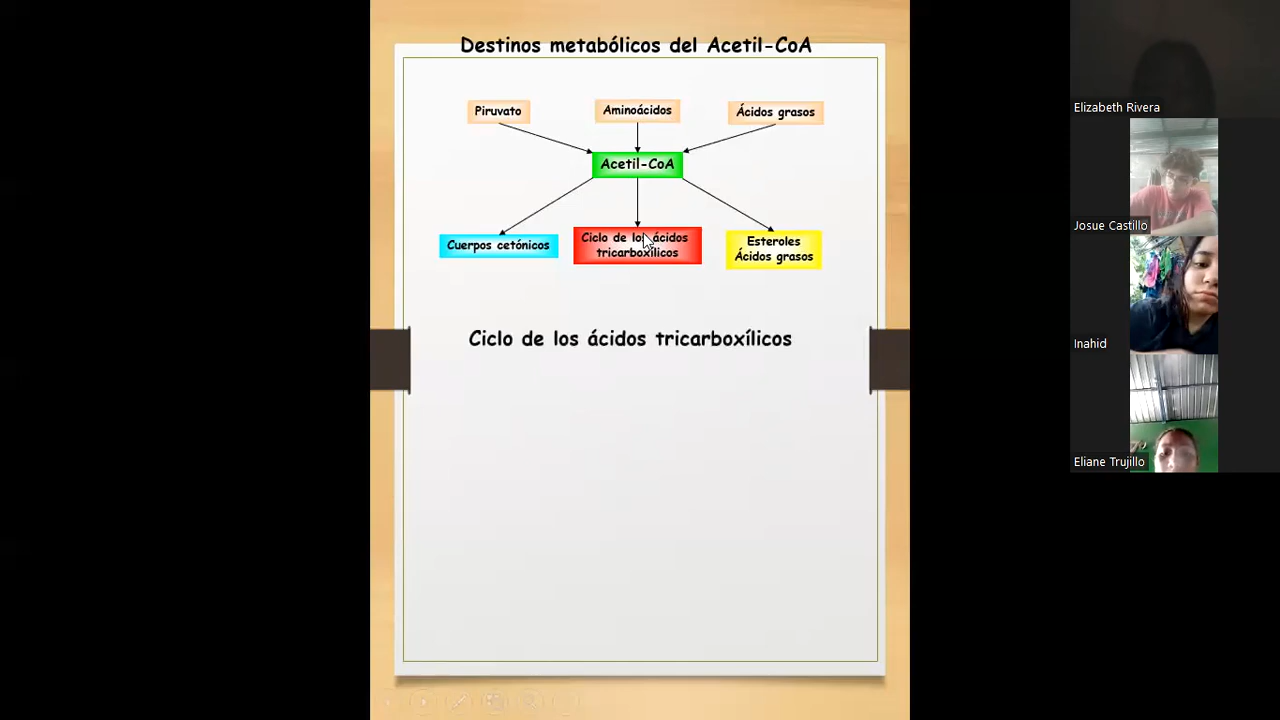 Destinos metabólicos del Acetil-CoA
Piruvato
Aminoácidos
Ácidos grasos
Acetil-CoA
Cuerpos cetónicos
Ciclo de los ácidos
tricarboxílicos
Esteroles
Ácidos grasos
Ciclo de los ácidos tricarboxílicos
Elizabeth Rivera
Josue Castillo
Inahid
Eliane Trujillo